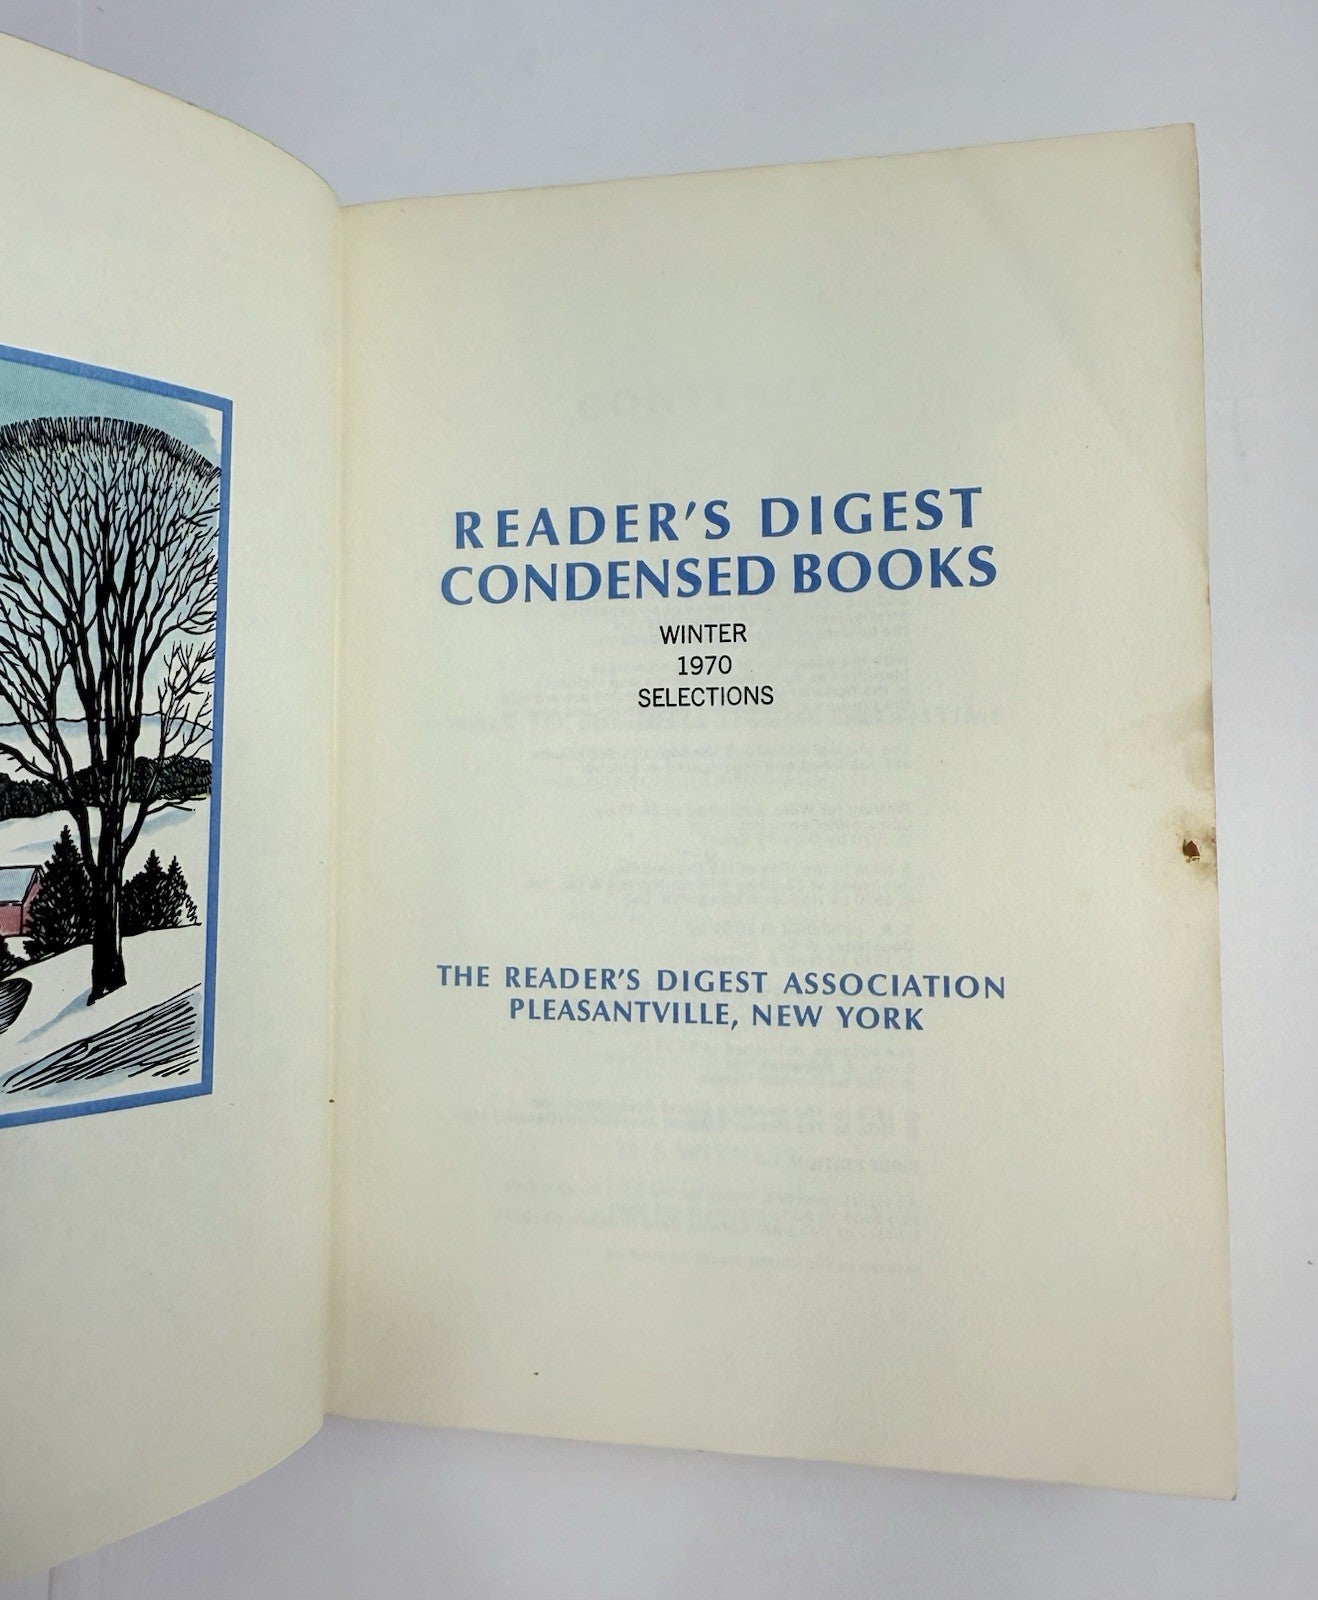 READER'S DIGEST
CONDENSED BOOKS
WINTER
1970
SELECTIONS
THE READER'S DIGEST ASSOCIATION
PLEASANTVILLE, NEW YORK